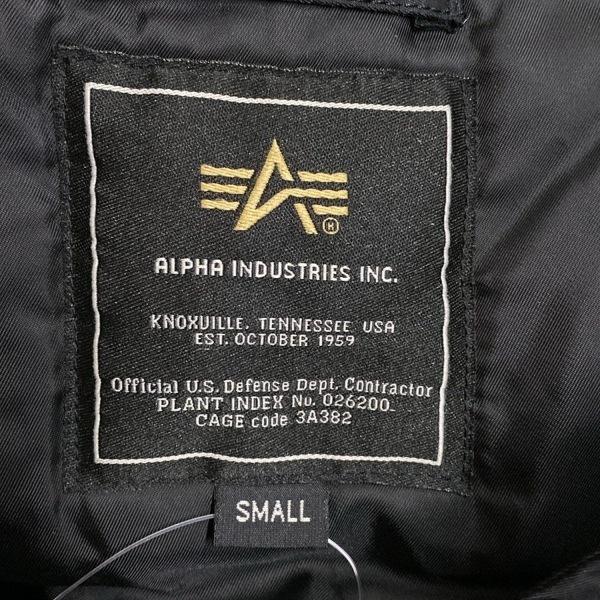 ALPHA INDUSTRIES INC.
KNOXVILLE, TENNESSEE USA
EST. OCTOBER 1959
Official U.S. Defense Dept. Contractor
PLANT INDEX No. 026200
CAGE code 3A382
SMALL